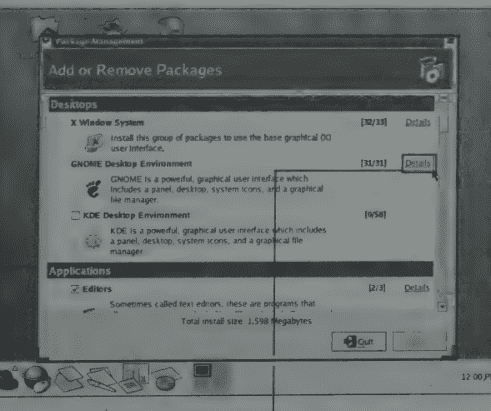 Package Management
Add or Remove Packages
Desktops
X Window System [32/33] Details
Install this group of packages to use the base graphical (X)
user interface.
GNOME Desktop Environment [31/31] Details
GNOME is a powerful, graphical user interface which
includes a panel, desktop, system icons, and a graphical
file manager.
KDE Desktop Environment [0/58]
KDE is a powerful, graphical user interface which includes
a panel, desktop, system icons, and a graphical file
manager.
Applications
Editors [2/3] Details
Sometimes called text editors, these are programs that
Total install size: 1,598 Megabytes
Quit
12:00